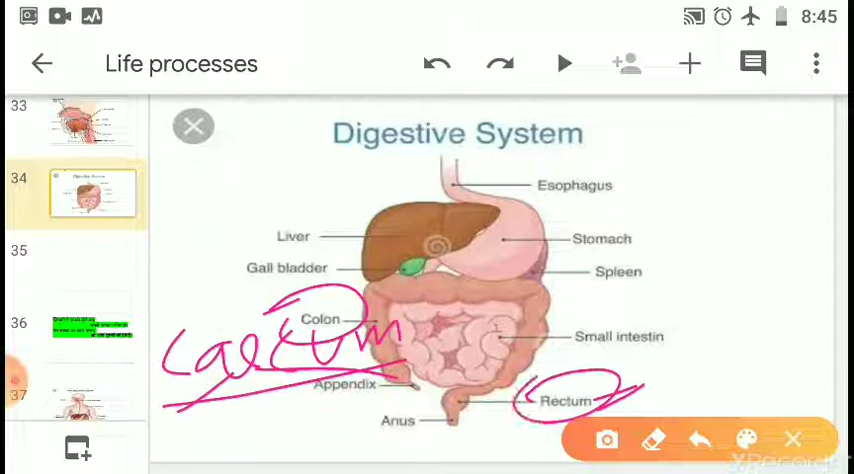 8:45
Life processes
33
34
35
36
37
Digestive System
Esophagus
Liver
Stomach
Gall bladder
Spleen
Colon
Small intestin
Appendix
Rectum
Anus